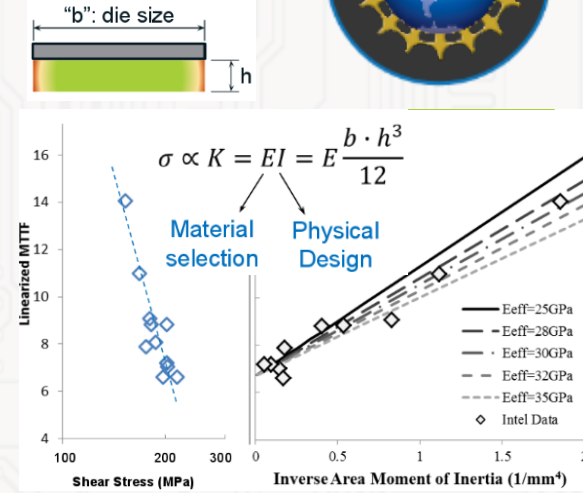 "b": die size
h
σ ∝ K = EI = E b · h³ / 12
Material selection
Physical Design
Linearized MTTF
16
14
12
10
8
6
4
100
200
300
Shear Stress (MPa)
Eeff=25GPa
Eeff=28GPa
Eeff=30GPa
Eeff=32GPa
Eeff=35GPa
Intel Data
0
0.5
1
1.5
2
Inverse Area Moment of Inertia (1/mm⁴)